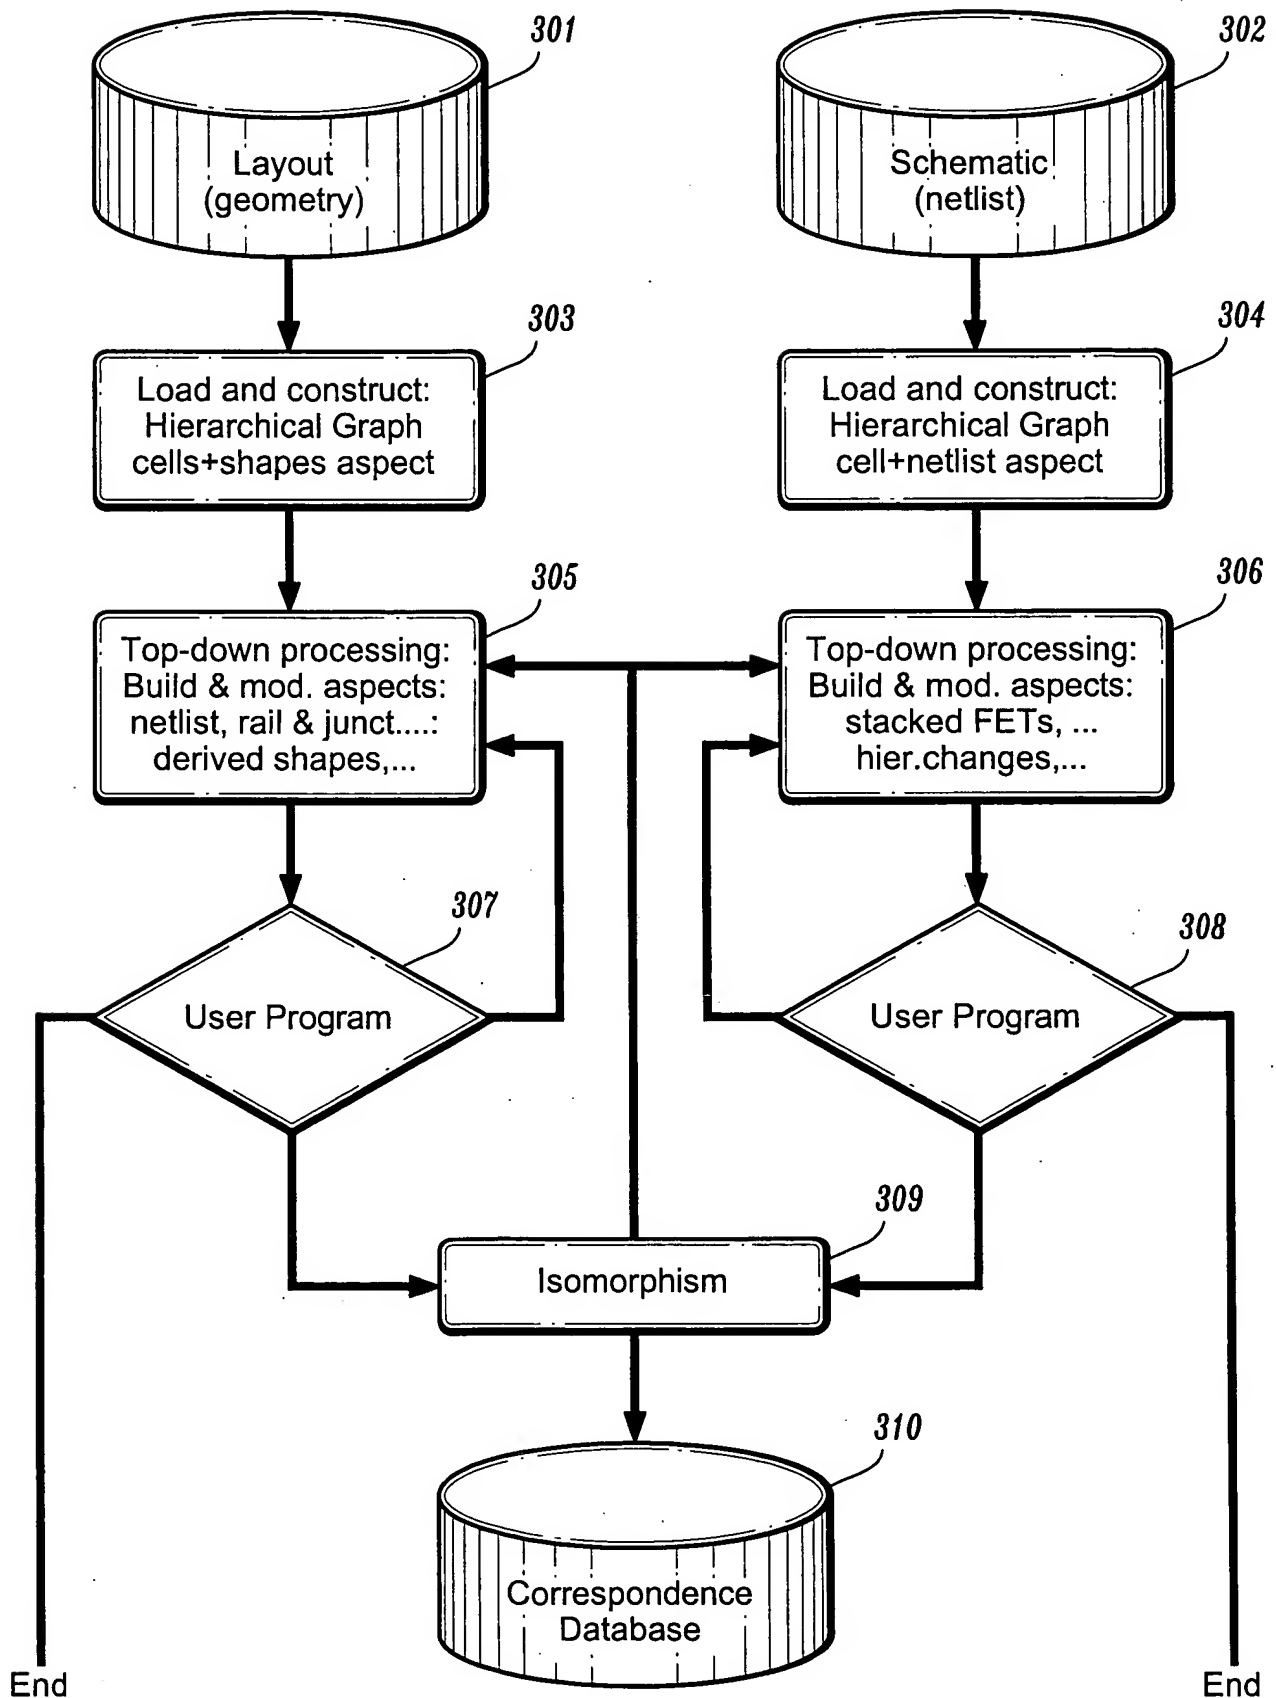 301
302
Layout
(geometry)
Schematic
(netlist)
303
304
Load and construct:
Hierarchical Graph
cells+shapes aspect
Load and construct:
Hierarchical Graph
cell+netlist aspect
305
306
Top-down processing:
Build & mod. aspects:
netlist, rail & junct....:
derived shapes,...
Top-down processing:
Build & mod. aspects:
stacked FETs, ...
hier.changes,...
307
308
User Program
User Program
309
Isomorphism
310
Correspondence
Database
End
End